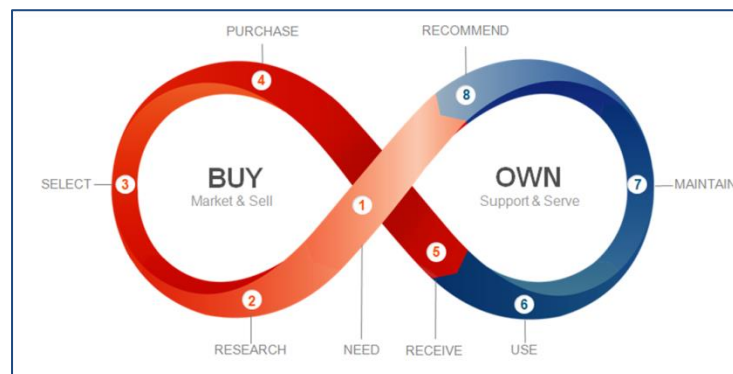 PURCHASE
RECOMMEND
4
8
SELECT
3
BUY
Market & Sell
OWN
Support & Serve
7
MAINTAIN
1
5
2
6
RESEARCH
NEED
RECEIVE
USE